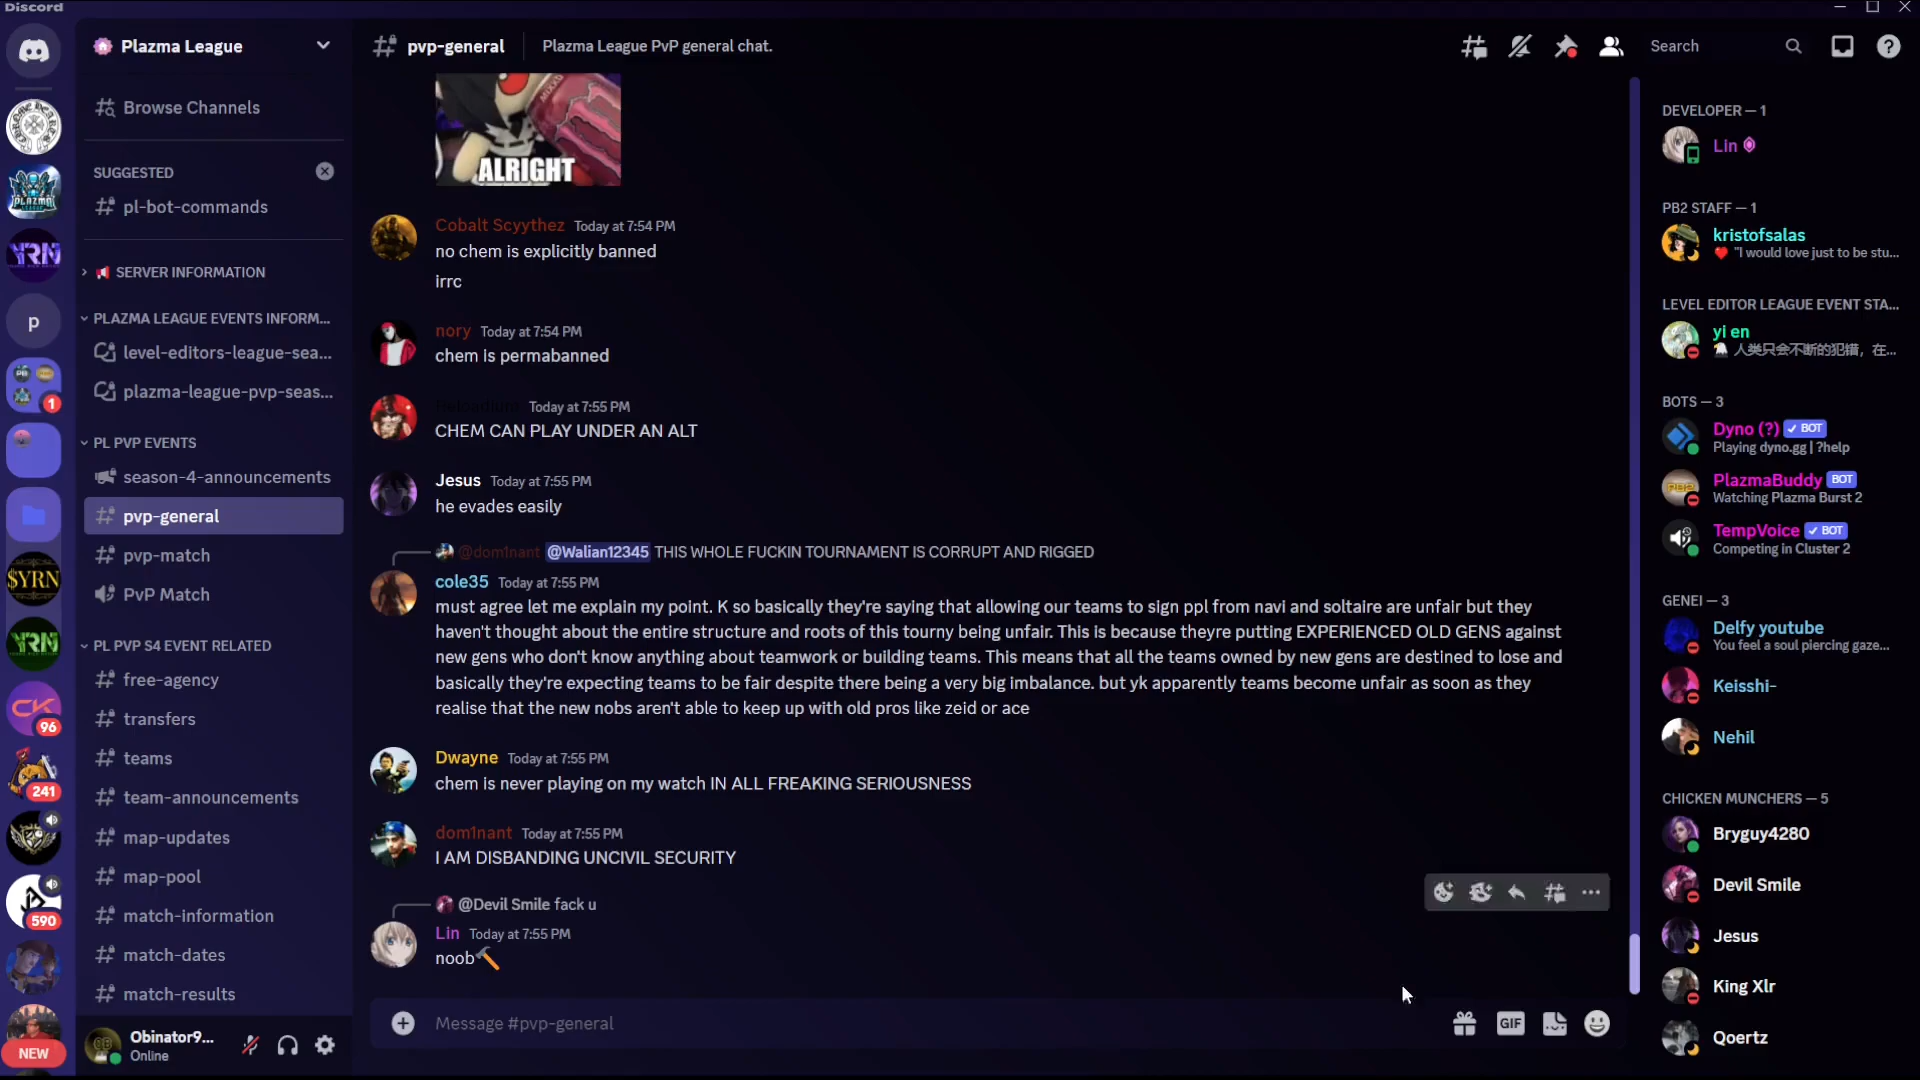 Discord
Plazma League
pvp-general
Plazma League PvP general chat.
Search
Browse Channels
SUGGESTED
pl-bot-commands
SERVER INFORMATION
PLAZMA LEAGUE EVENTS INFORM...
level-editors-league-sea...
plazma-league-pvp-seas...
PL PVP EVENTS
season-4-announcements
pvp-general
pvp-match
PvP Match
PL PVP S4 EVENT RELATED
free-agency
transfers
teams
team-announcements
map-updates
map-pool
match-information
match-dates
match-results
PLAZMA
YRN
p
1
$YRN
YRN
CK
96
241
590
NEW
Obinator9...
Online
ALRIGHT
Cobalt Scyythez Today at 7:54 PM
no chem is explicitly banned
irrc
nory Today at 7:54 PM
chem is permabanned
Today at 7:55 PM
CHEM CAN PLAY UNDER AN ALT
Jesus Today at 7:55 PM
he evades easily
@dom1nant @Walian12345 THIS WHOLE FUCKIN TOURNAMENT IS CORRUPT AND RIGGED
cole35 Today at 7:55 PM
must agree let me explain my point. K so basically they're saying that allowing our teams to sign ppl from navi and soltaire are unfair but they
haven't thought about the entire structure and roots of this tourny being unfair. This is because theyre putting EXPERIENCED OLD GENS against
new gens who don't know anything about teamwork or building teams. This means that all the teams owned by new gens are destined to lose and
basically they're expecting teams to be fair despite there being a very big imbalance. but yk apparently teams become unfair as soon as they
realise that the new nobs aren't able to keep up with old pros like zeid or ace
Dwayne Today at 7:55 PM
chem is never playing on my watch IN ALL FREAKING SERIOUSNESS
dom1nant Today at 7:55 PM
I AM DISBANDING UNCIVIL SECURITY
@Devil Smile fack u
Lin Today at 7:55 PM
noob🔨
Message #pvp-general
GIF
DEVELOPER — 1
Lin
PB2 STAFF — 1
kristofsalas
❤️ "I would love just to be stu...
LEVEL EDITOR LEAGUE EVENT STA...
yi en
人类只会不断的犯错，在...
BOTS — 3
Dyno (?) ✓ BOT
Playing dyno.gg | ?help
PlazmaBuddy BOT
Watching Plazma Burst 2
TempVoice ✓ BOT
Competing in Cluster 2
GENEI — 3
Delfy youtube
You feel a soul piercing gaze...
Keisshi-
Nehil
CHICKEN MUNCHERS — 5
Bryguy4280
Devil Smile
Jesus
King Xlr
Qoertz